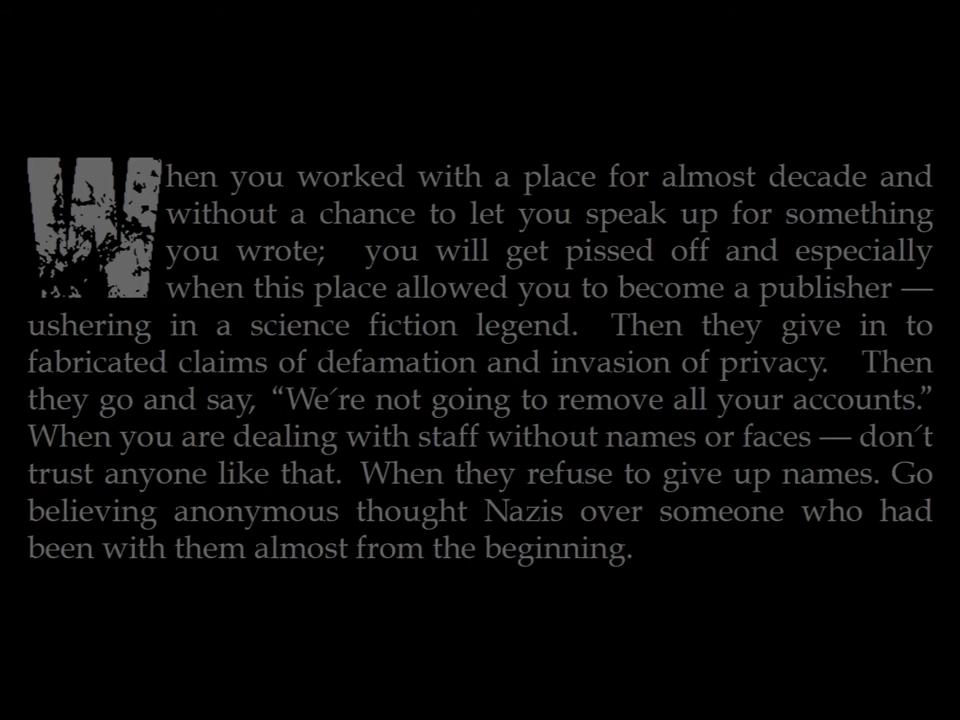 When you worked with a place for almost decade and
without a chance to let you speak up for something
you wrote; you will get pissed off and especially
when this place allowed you to become a publisher —
ushering in a science fiction legend. Then they give in to
fabricated claims of defamation and invasion of privacy. Then
they go and say, “We´re not going to remove all your accounts.”
When you are dealing with staff without names or faces — don´t
trust anyone like that. When they refuse to give up names. Go
believing anonymous thought Nazis over someone who had
been with them almost from the beginning.